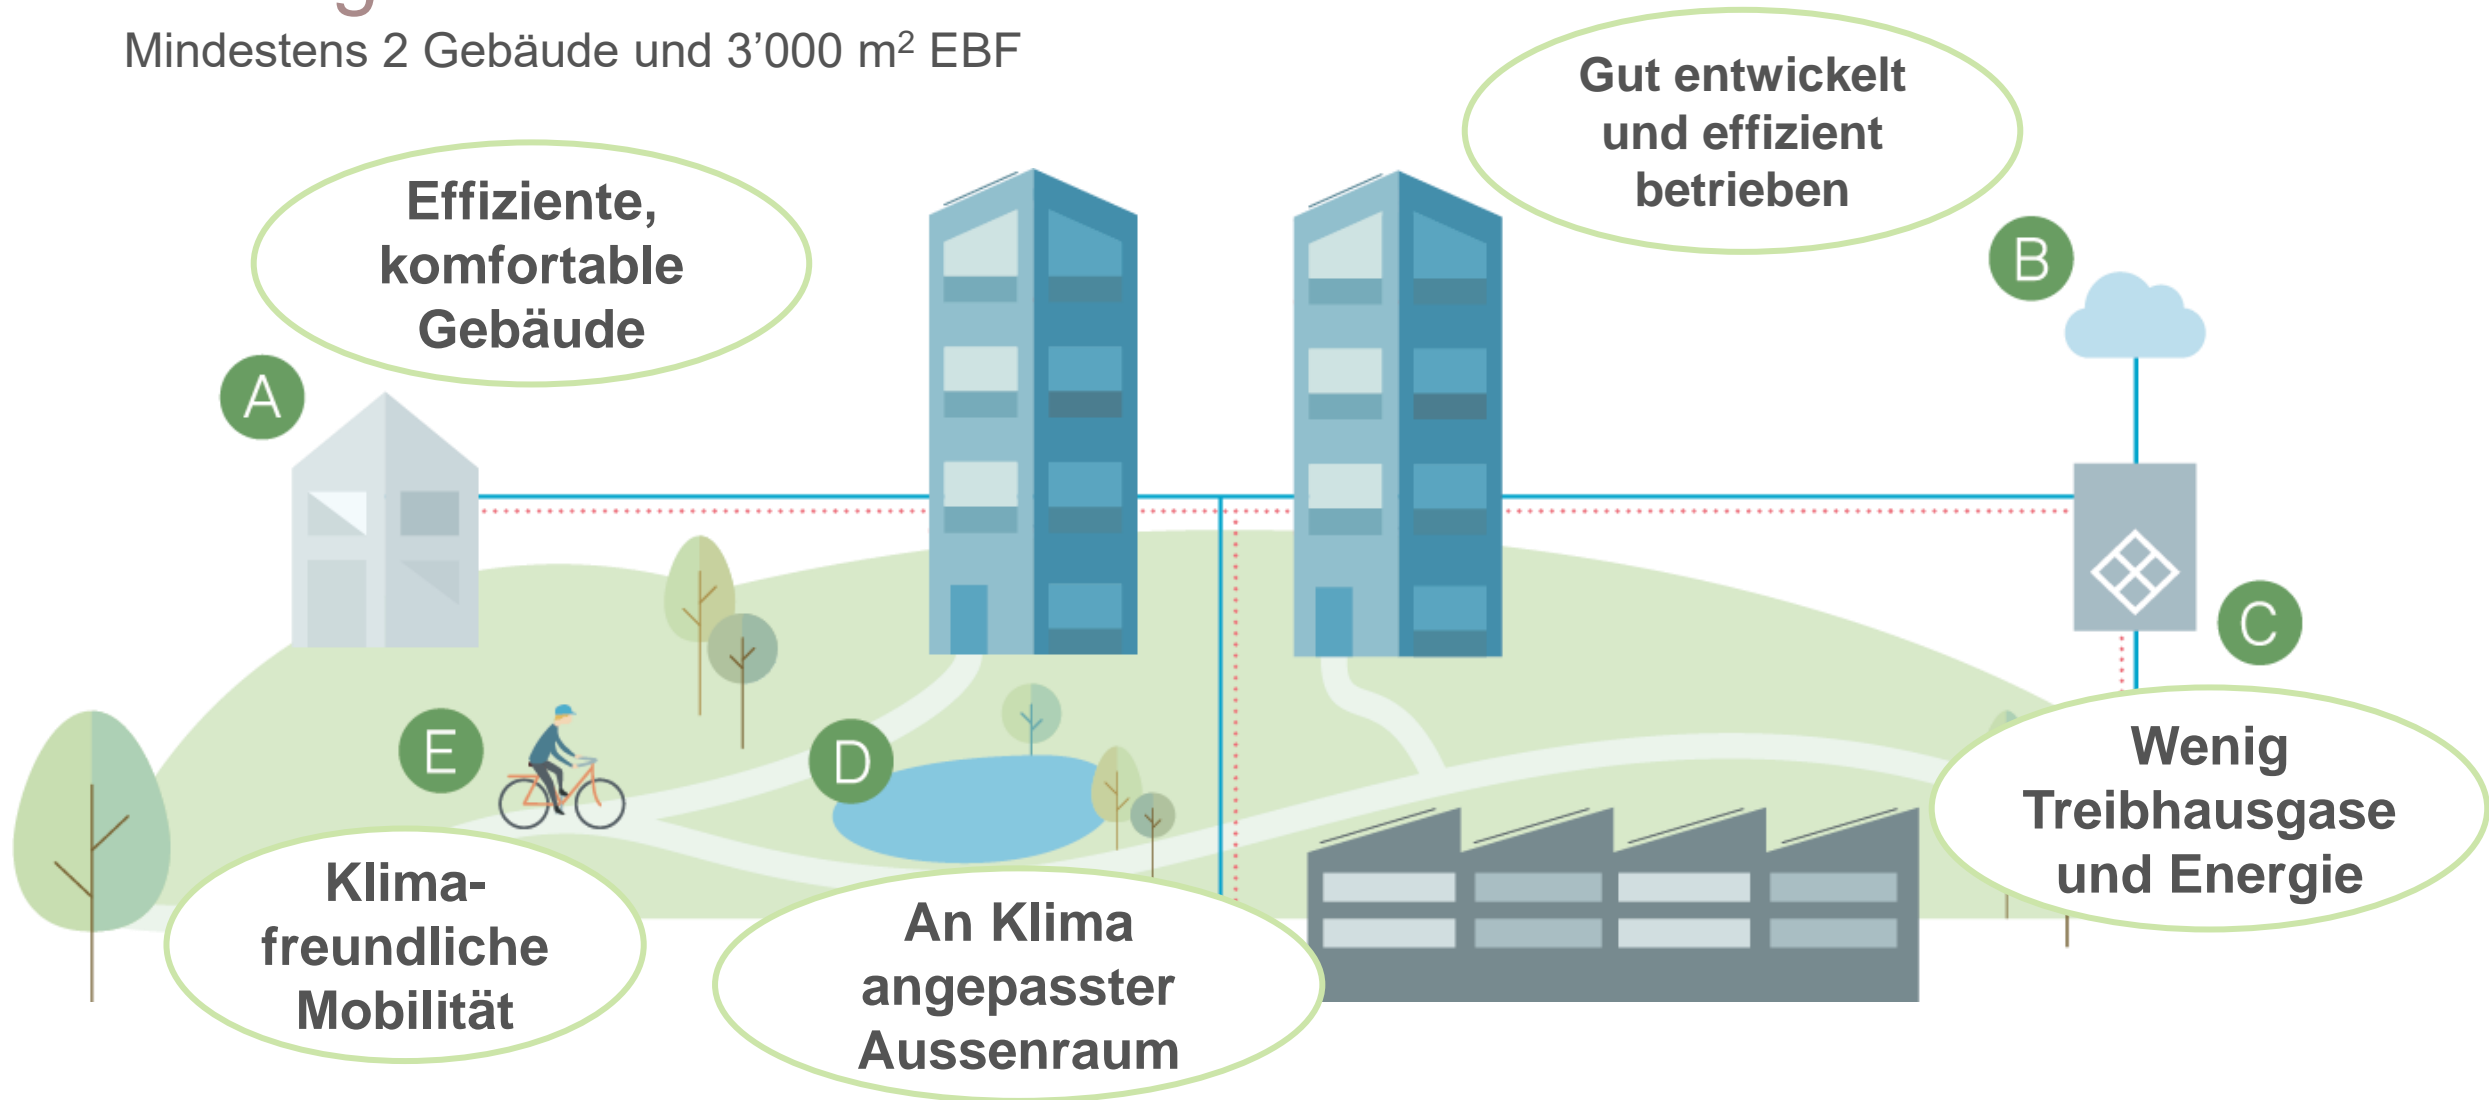 Mindestens 2 Gebäude und 3’000 m² EBF
Gut entwickelt
und effizient
betrieben
Effiziente,
komfortable
Gebäude
B
A
C
E
D
Wenig
Treibhausgase
und Energie
Klima-
freundliche
Mobilität
An Klima
angepasster
Aussenraum